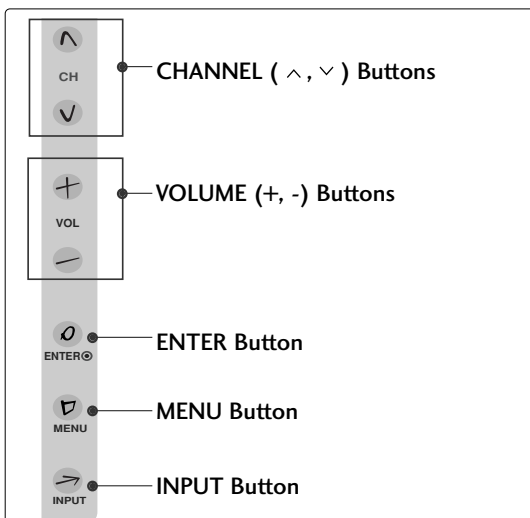 CH
CHANNEL ( ^ , ˅ ) Buttons
VOL
VOLUME (+, -) Buttons
ENTER
ENTER Button
MENU
MENU Button
INPUT
INPUT Button